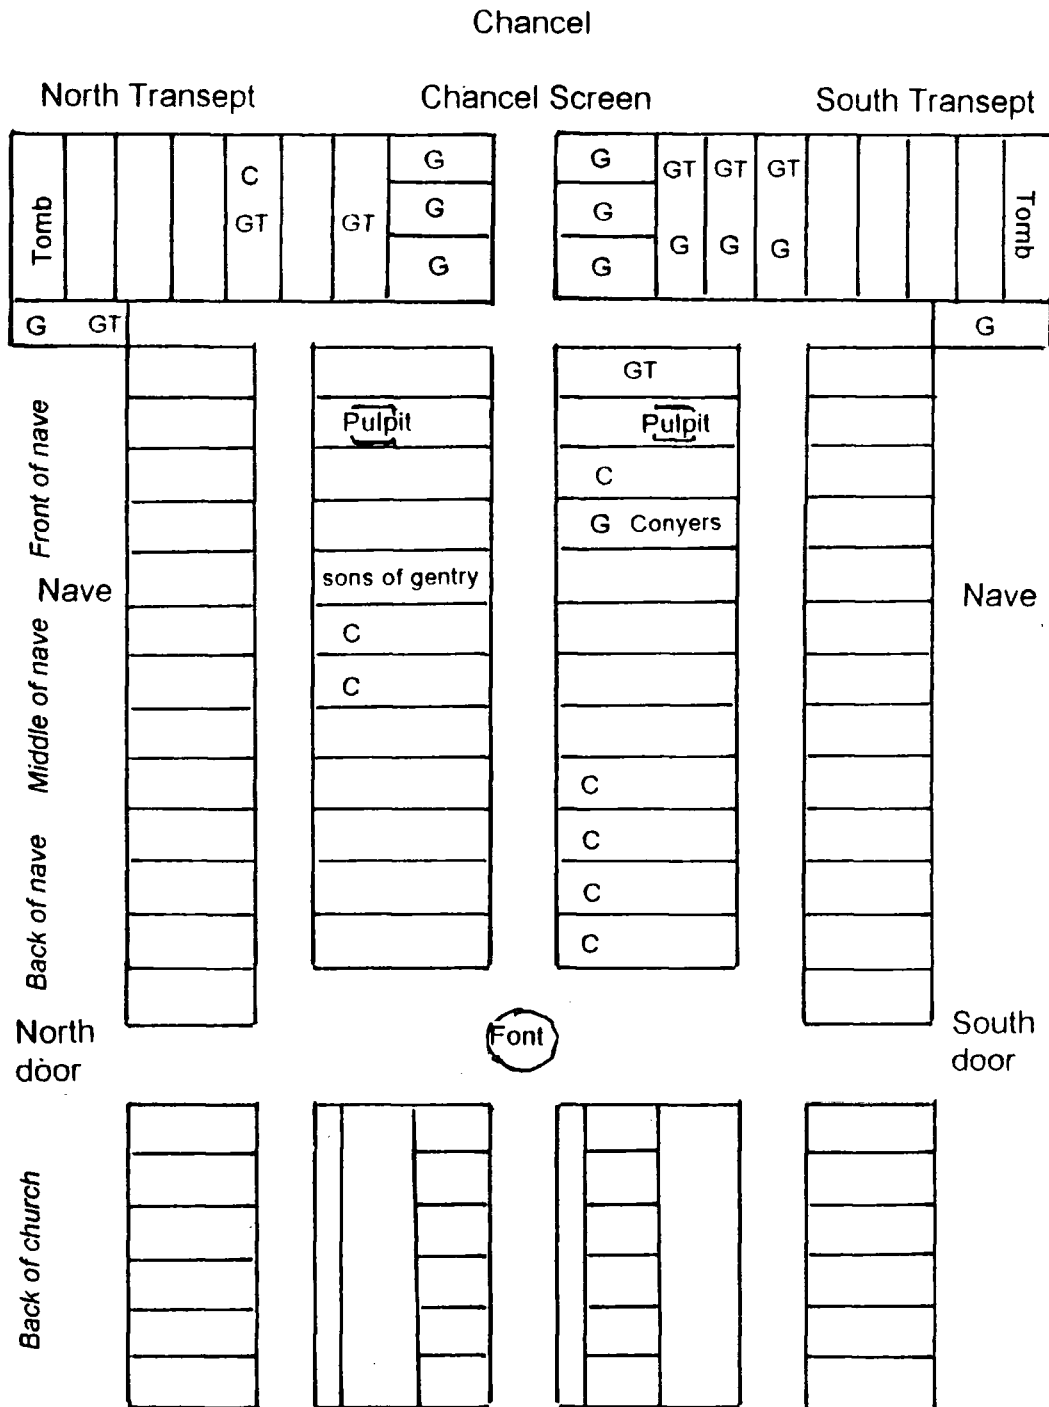 Chancel
North Transept Chancel Screen South Transept
Tomb
C
GT
GT
G
G
G
G
G
G
GT GT GT
G G G
Tomb
G GT
G
GT
Pulpit
Pulpit
C
G Conyers
sons of gentry
C
C
C
C
C
C
Front of nave
Nave
Middle of nave
Back of nave
Nave
North
door
Font
South
door
Back of church